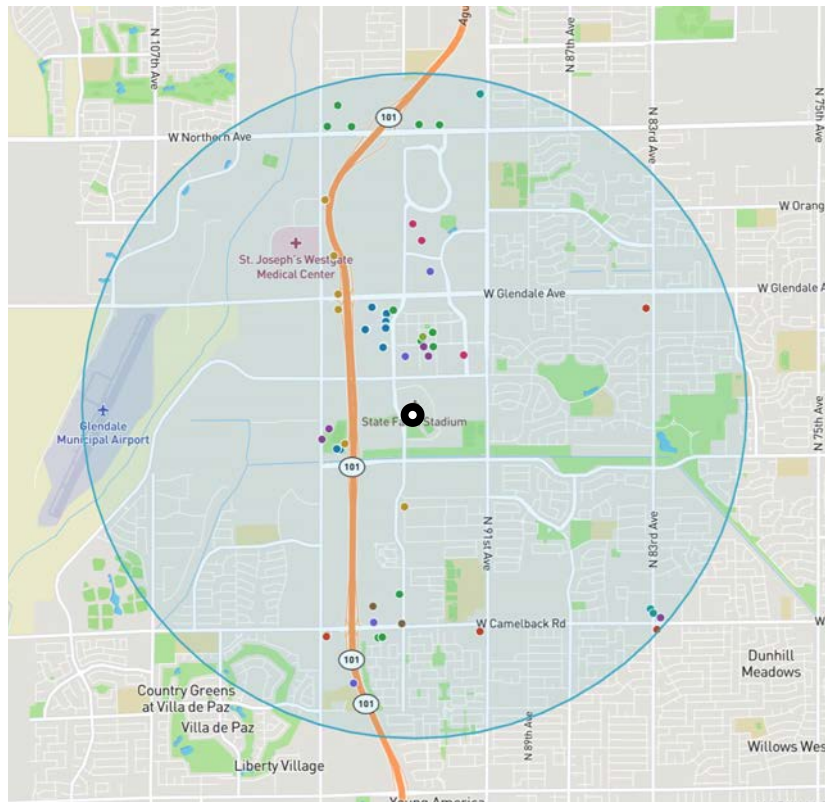 N 107th Ave
Agu
N 87th Ave
N 83rd Ave
N 75th Ave
101
W Northern Ave
W Orang
St. Joseph's Westgate
Medical Center
W Glendale Ave
W Glendale A
N 75th Ave
Glendale
Municipal Airport
State Fa Stadium
101
N 91st Ave
N 83rd Ave
W Camelback Rd
W
101
Dunhill
Meadows
Country Greens
at Villa de Paz
101
Villa de Paz
N 89th Ave
Liberty Village
Willows Wes
Young America